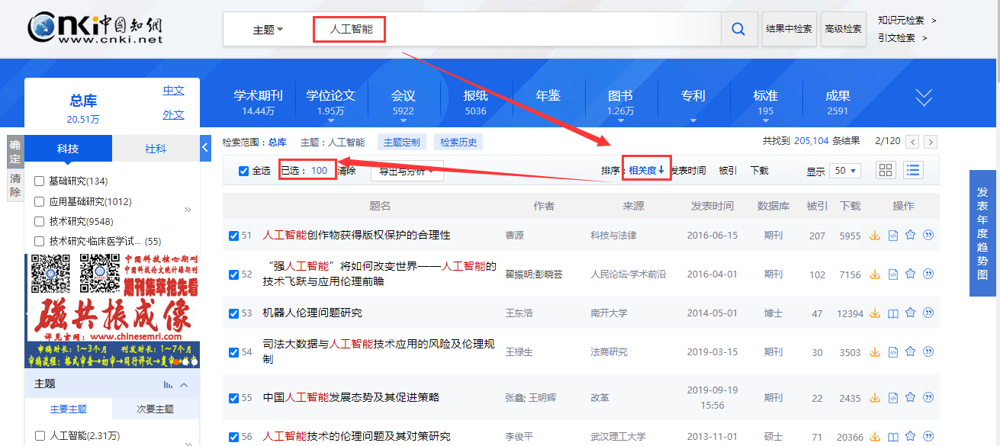 Cnki中国知网
www.cnki.net
主题 人工智能 结果中检索 高级检索 知识元检索 >
引文检索 >
总库
20.51万
中文
外文
学术期刊 学位论文 会议 报纸 年鉴 图书 专利 标准 成果
14.44万 1.95万 5922 5036 1.26万 195 2591
确定
清除
科技 社科
检索范围：总库 主题：人工智能 主题定制 检索历史 共找到 205,104 条结果 2/120 < >
全选 已选： 100 清除 导出与分析 排序： 相关度↓ 发表时间 被引 下载 显示 50
基础研究(134)
应用基础研究(1012)
技术研究(9548)
技术研究-临床医学试... (55)
»
中国科技核心期刊
中国科技论文统计源期刊
期刊集萃抢先看
磁共振成像
详见官网：www.chinesemri.com
审稿时长：1~3个月 刊发时长：1~7个月
审稿流程：格式审查→初审→同行评议→复审
主题
主要主题 次要主题
人工智能(2.31万)
»
题名 作者 来源 发表时间 数据库 被引 下载 操作
51 人工智能创作物获得版权保护的合理性 曹源 科技与法律 2016-06-15 期刊 207 5955
52 “强人工智能”将如何改变世界——人工智能的
技术飞跃与应用伦理前瞻 翟振明;彭晓芸 人民论坛·学术前沿 2016-04-01 期刊 102 7156
53 机器人伦理问题研究 王东浩 南开大学 2014-05-01 博士 47 12394
54 司法大数据与人工智能技术应用的风险及伦理规
制 王禄生 法商研究 2019-03-15 期刊 30 3503
55 中国人工智能发展态势及其促进策略 张鑫; 王明辉 改革 2019-09-19
15:56 期刊 22 2435
56 人工智能技术的伦理问题及其对策研究 李俊平 武汉理工大学 2013-11-01 硕士 71 20366
发表年度趋势图